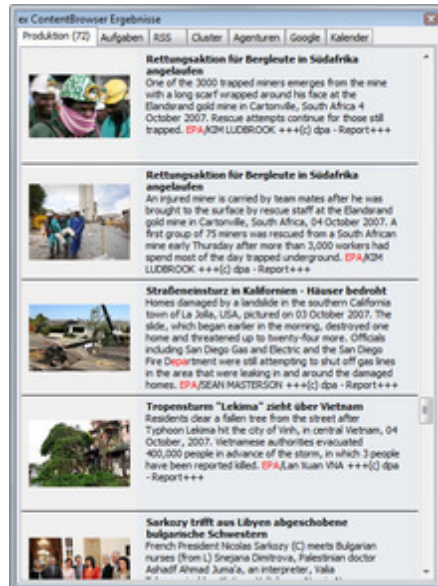 ex ContentBrowser Ergebnisse
Produktion (72) Aufgaben RSS Cluster Agenturen Google Kalender
Rettungsaktion für Bergleute in Südafrika
angelaufen
One of the 3000 trapped miners emerges from the mine
with a long scarf wrapped around his face at the
Elandsrand gold mine in Cartonville, South Africa 4
October 2007. Rescue attempts continue for those still
trapped. EPA/KIM LUDBROOK +++(c) dpa - Report+++
Rettungsaktion für Bergleute in Südafrika
angelaufen
An injured miner is carried by team mates after he was
brought to the surface by rescue staff at the Elandsrand
gold mine in Cartonville, South Africa, 04 October 2007. A
first group of 75 miners was rescued from a South African
mine early Thursday after more than 3,000 workers had
spend most of the day trapped underground. EPA/KIM
LUDBROOK +++(c) dpa - Report+++
Straßeneinsturz in Kalifornien - Häuser bedroht
Homes damaged by a landslide in the southern California
town of La Jolla, USA, pictured on 03 October 2007. The
slide, which began earlier in the morning, destroyed one
home and threatened up to twenty-four more. Officials
including San Diego Gas and Electric and the San Diego
Fire Department were still attempting to shut off gas lines
in the area that were leaking in and around the damaged
homes. EPA/SEAN MASTERSON +++(c) dpa - Report+++
Tropensturm "Lekima" zieht über Vietnam
Residents clear a fallen tree from the street after
Typhoon Lekima hit the city of Vinh, in central Vietnam, 04
October, 2007. Vietnamese authorities evacuated
400,000 people in advance of the storm, in which 3 people
have been reported killed. EPA/Lan Xuan VNA +++(c) dpa
- Report+++
Sarkozy trifft aus Libyen abgeschobene
bulgarische Schwestern
French President Nicolas Sarkozy (C) meets Bulgarian
nurses (from L) Snejana Dimitrova, Palestinian doctor
Ashadf Ahmad Juma'a, an interpreter, Valia